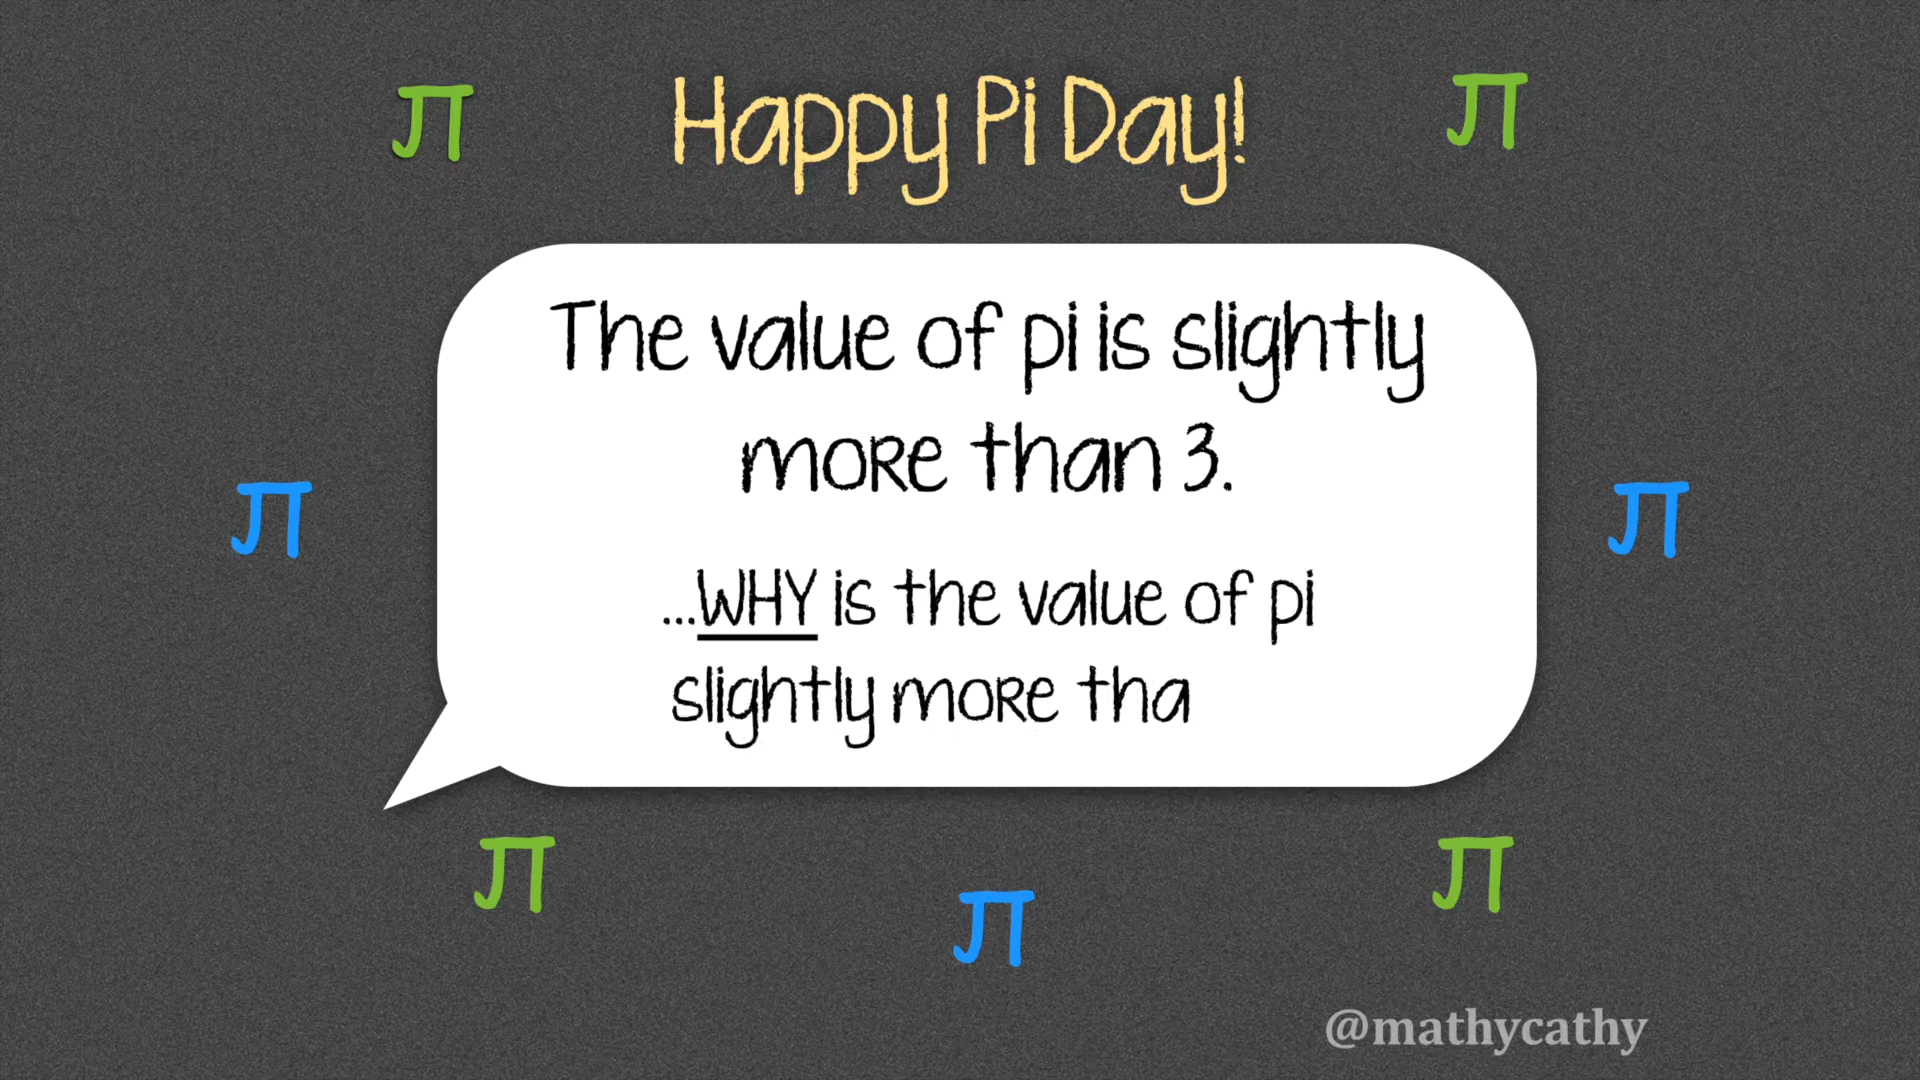 π Happy Pi Day! π
The value of pi is slightly
more than 3.
π π
...WHY is the value of pi
slightly more tha
π π
π
@mathycathy